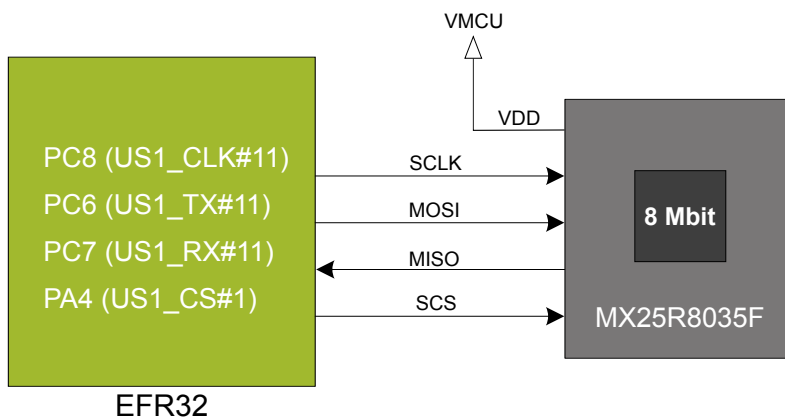 VMCU
VDD
PC8 (US1_CLK#11)
SCLK
PC6 (US1_TX#11)
MOSI
8 Mbit
PC7 (US1_RX#11)
MISO
PA4 (US1_CS#1)
SCS
MX25R8035F
EFR32